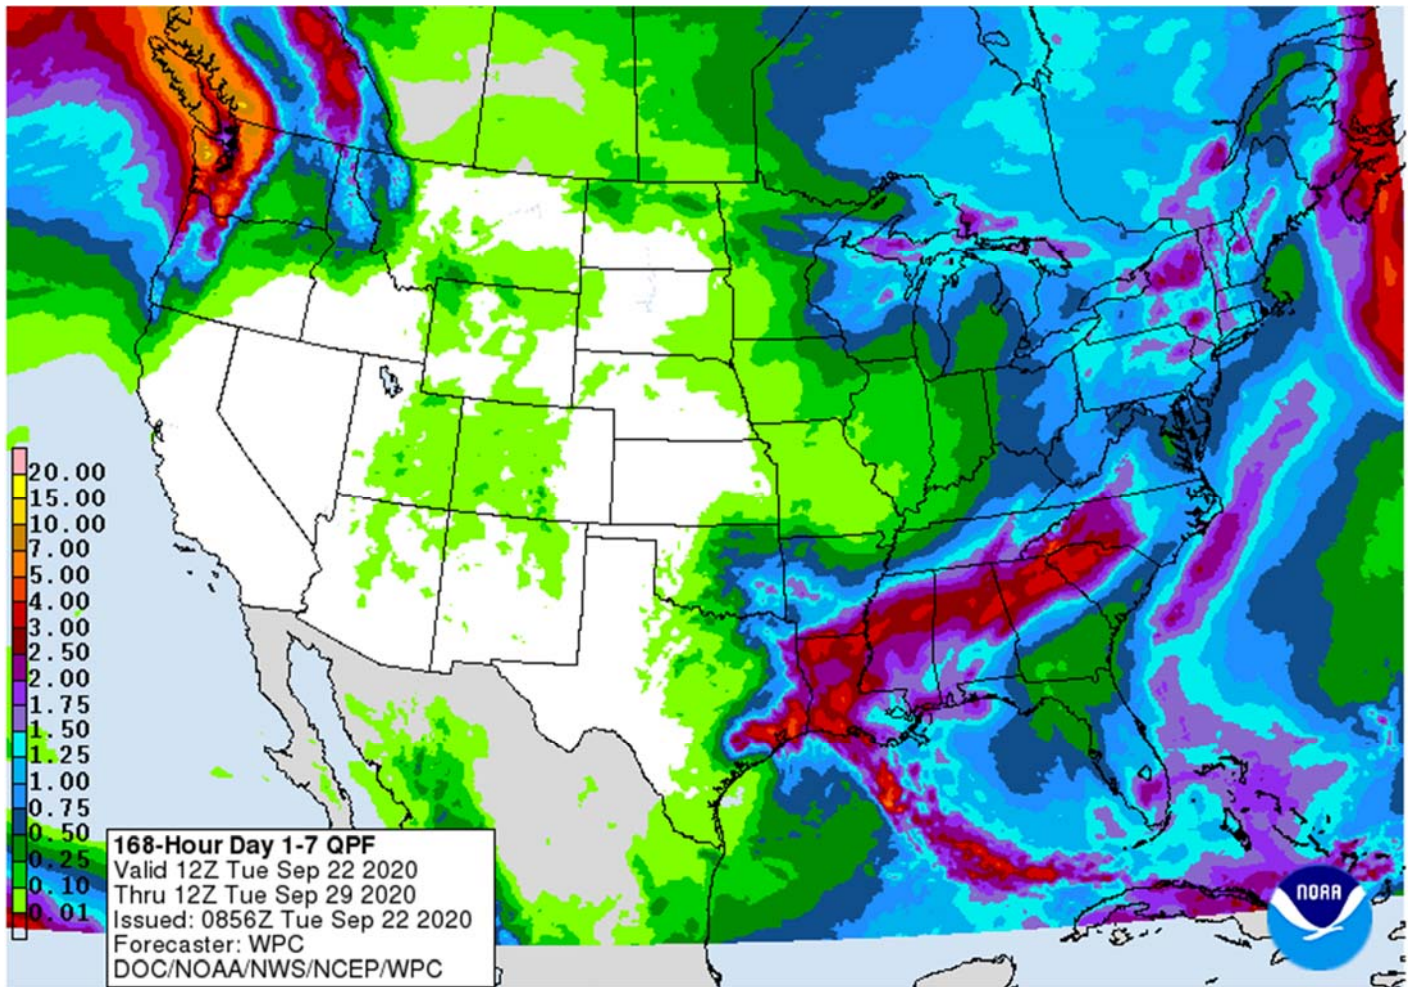 20.00
15.00
10.00
7.00
5.00
4.00
3.00
2.50
2.00
1.75
1.50
1.25
1.00
0.75
0.50
0.25
0.10
0.01
168-Hour Day 1-7 QPF
Valid 12Z Tue Sep 22 2020
Thru 12Z Tue Sep 29 2020
Issued: 0856Z Tue Sep 22 2020
Forecaster: WPC
DOC/NOAA/NWS/NCEP/WPC
NOAA